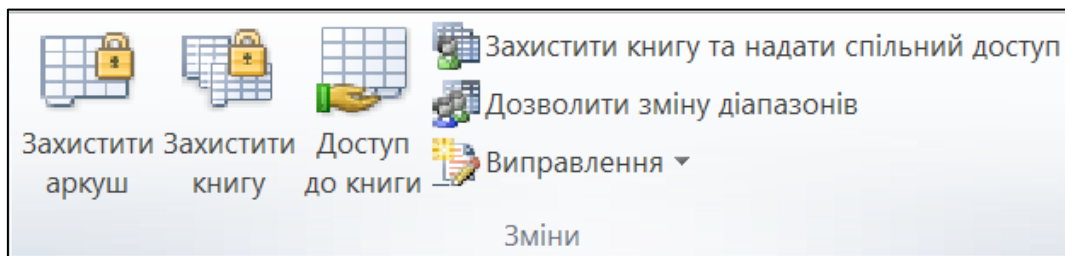 Захистити аркуш
Захистити книгу
Доступ до книги
Захистити книгу та надати спільний доступ
Дозволити зміну діапазонів
Виправлення
Зміни